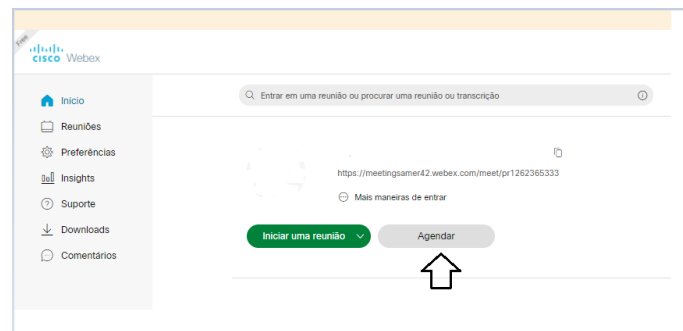 Free
CISCO Webex
Entrar em uma reunião ou procurar uma reunião ou transcrição
Início
Reuniões
Preferências
Insights
Suporte
Downloads
Comentários
https://meetingsamer42.webex.com/meet/pr1262365333
Mais maneiras de entrar
Iniciar uma reunião
Agendar